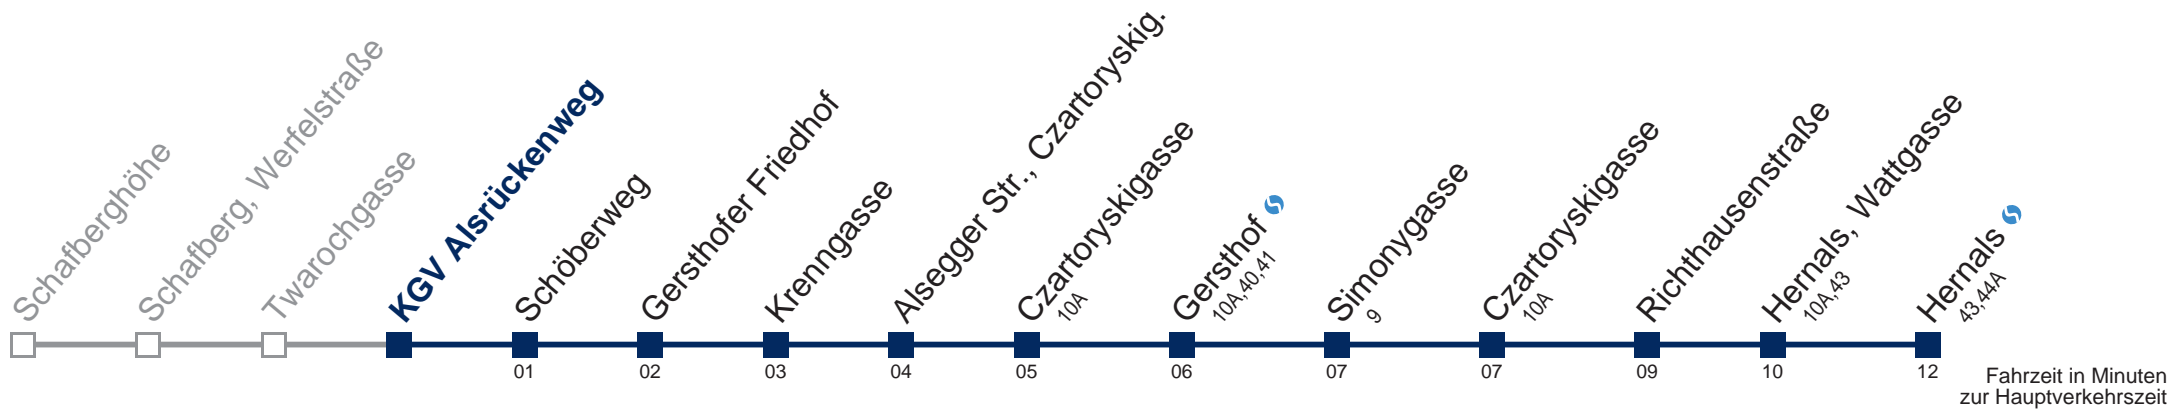 Schafberghöhe
Schafberg, Werfelstraße
Twarochgasse
KGV Alsrückenweg
Schöberweg
Gersthofer Friedhof
Krenngasse
Alsegger Str., Czartoryskig.
Czartoryskigasse
10A
Gersthof
10A,40,41
Simonygasse
9
Czartoryskigasse
10A
Richthausenstraße
Hernals, Wattgasse
10A,43
Hernals
43,44A
01 02 03 04 05 06 07 07 09 10 12
Fahrzeit in Minuten
zur Hauptverkehrszeit